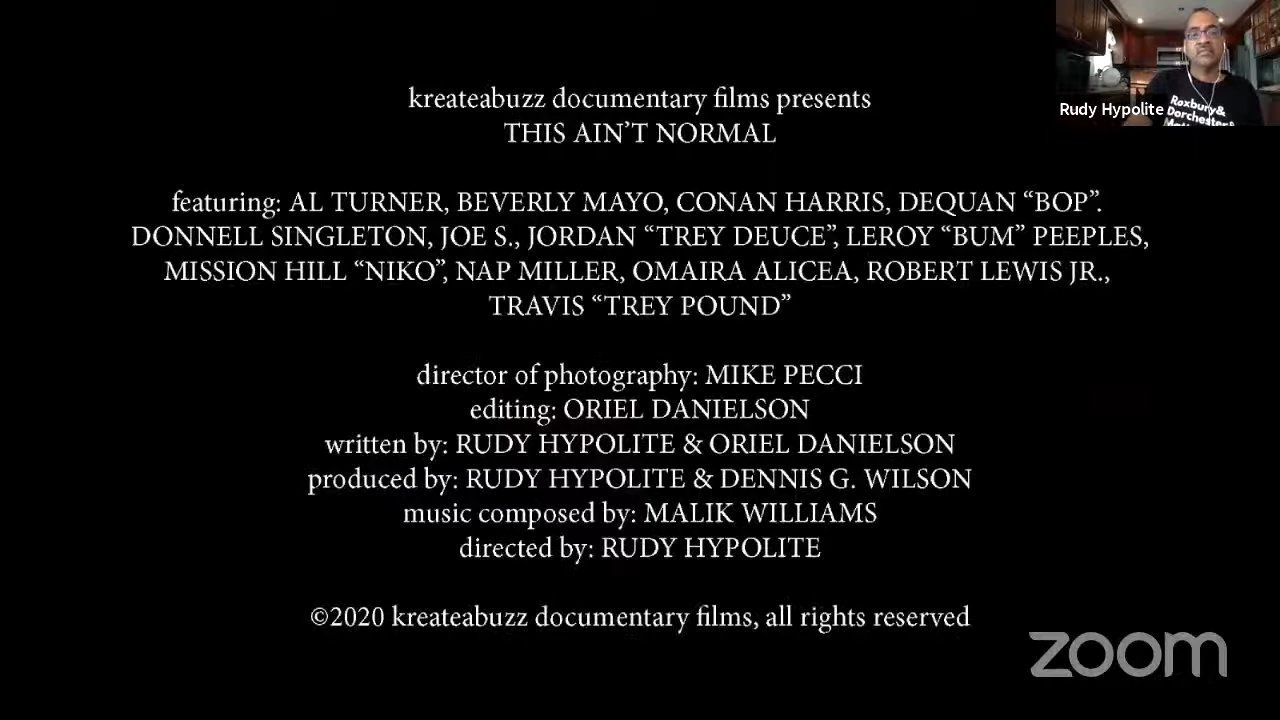 kreateabuzz documentary films presents
THIS AIN’T NORMAL
featuring: AL TURNER, BEVERLY MAYO, CONAN HARRIS, DEQUAN “BOP”.
DONNELL SINGLETON, JOE S., JORDAN “TREY DEUCE”, LEROY “BUM” PEEPLES,
MISSION HILL “NIKO”, NAP MILLER, OMAIRA ALICEA, ROBERT LEWIS JR.,
TRAVIS “TREY POUND”
director of photography: MIKE PECCI
editing: ORIEL DANIELSON
written by: RUDY HYPOLITE & ORIEL DANIELSON
produced by: RUDY HYPOLITE & DENNIS G. WILSON
music composed by: MALIK WILLIAMS
directed by: RUDY HYPOLITE
©2020 kreateabuzz documentary films, all rights reserved
Rudy Hypolite
Roxbury&
Dorchester&
zoom